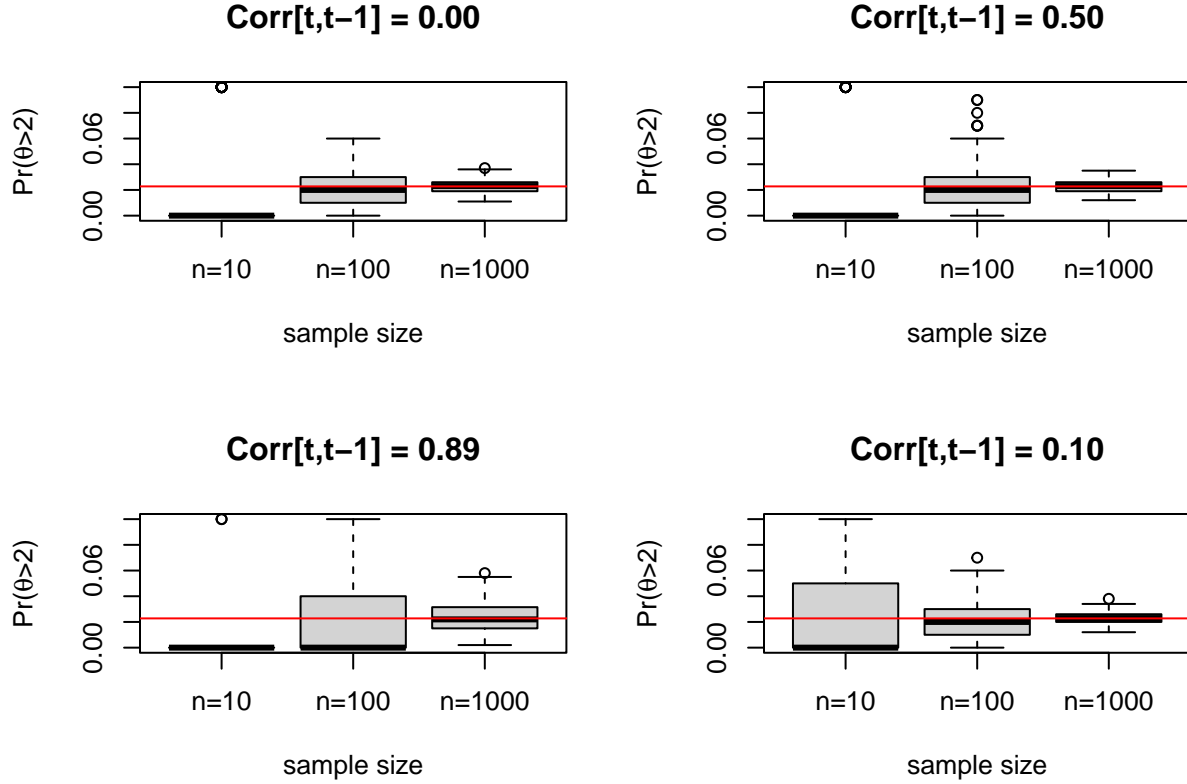 Corr[t,t−1] = 0.00
Pr(θ>2)
0.06
0.00
n=10 n=100 n=1000
sample size
Corr[t,t−1] = 0.50
Pr(θ>2)
0.06
0.00
n=10 n=100 n=1000
sample size
Corr[t,t−1] = 0.89
Pr(θ>2)
0.06
0.00
n=10 n=100 n=1000
sample size
Corr[t,t−1] = 0.10
Pr(θ>2)
0.06
0.00
n=10 n=100 n=1000
sample size